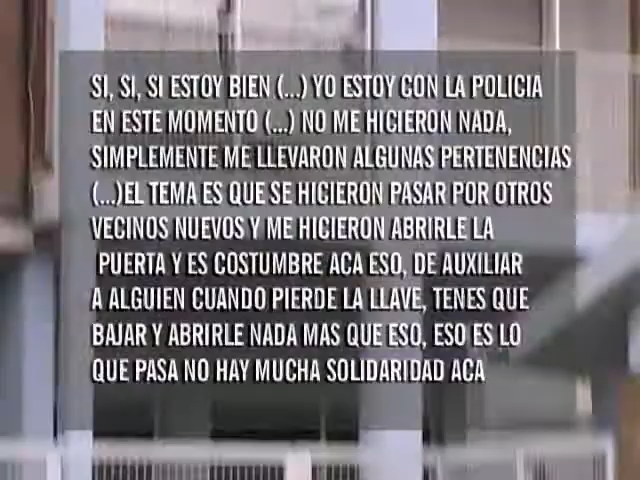 SI, SI, SI ESTOY BIEN (...) YO ESTOY CON LA POLICIA
EN ESTE MOMENTO (...) NO ME HICIERON NADA,
SIMPLEMENTE ME LLEVARON ALGUNAS PERTENENCIAS
(...)EL TEMA ES QUE SE HICIERON PASAR POR OTROS
VECINOS NUEVOS Y ME HICIERON ABRIRLE LA
PUERTA Y ES COSTUMBRE ACA ESO, DE AUXILIAR
A ALGUIEN CUANDO PIERDE LA LLAVE, TENES QUE
BAJAR Y ABRIRLE NADA MAS QUE ESO, ESO ES LO
QUE PASA NO HAY MUCHA SOLIDARIDAD ACA